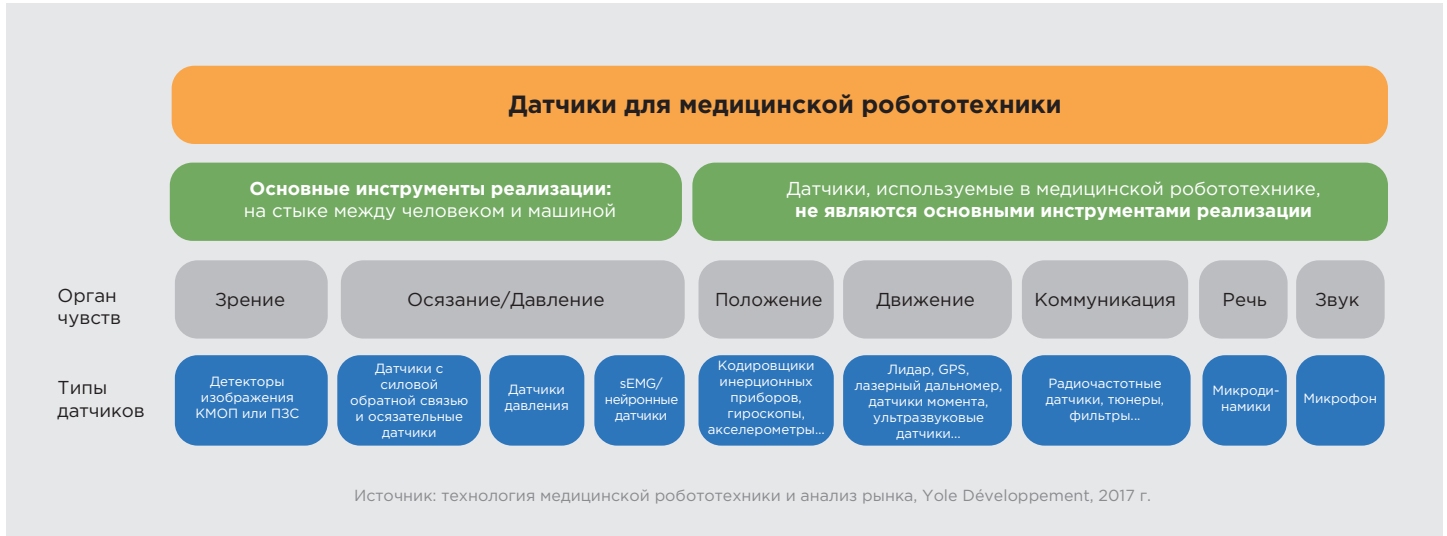 Датчики для медицинской робототехники
Основные инструменты реализации:
на стыке между человеком и машиной
Датчики, используемые в медицинской робототехнике,
не являются основными инструментами реализации
Орган
чувств
Зрение
Осязание/Давление
Положение
Движение
Коммуникация
Речь
Звук
Типы
датчиков
Детекторы
изображения
КМОП или ПЗС
Датчики с
силовой
обратной связью
и осязательные
датчики
Датчики
давления
sEMG/
нейронные
датчики
Кодировщики
инерционных
приборов,
гироскопы,
акселерометры...
Лидар, GPS,
лазерный дальномер,
датчики момента,
ультразвуковые
датчики...
Радиочастотные
датчики, тюнеры,
фильтры...
Микроди-
намики
Микрофон
Источник: технология медицинской робототехники и анализ рынка, Yole Développement, 2017 г.